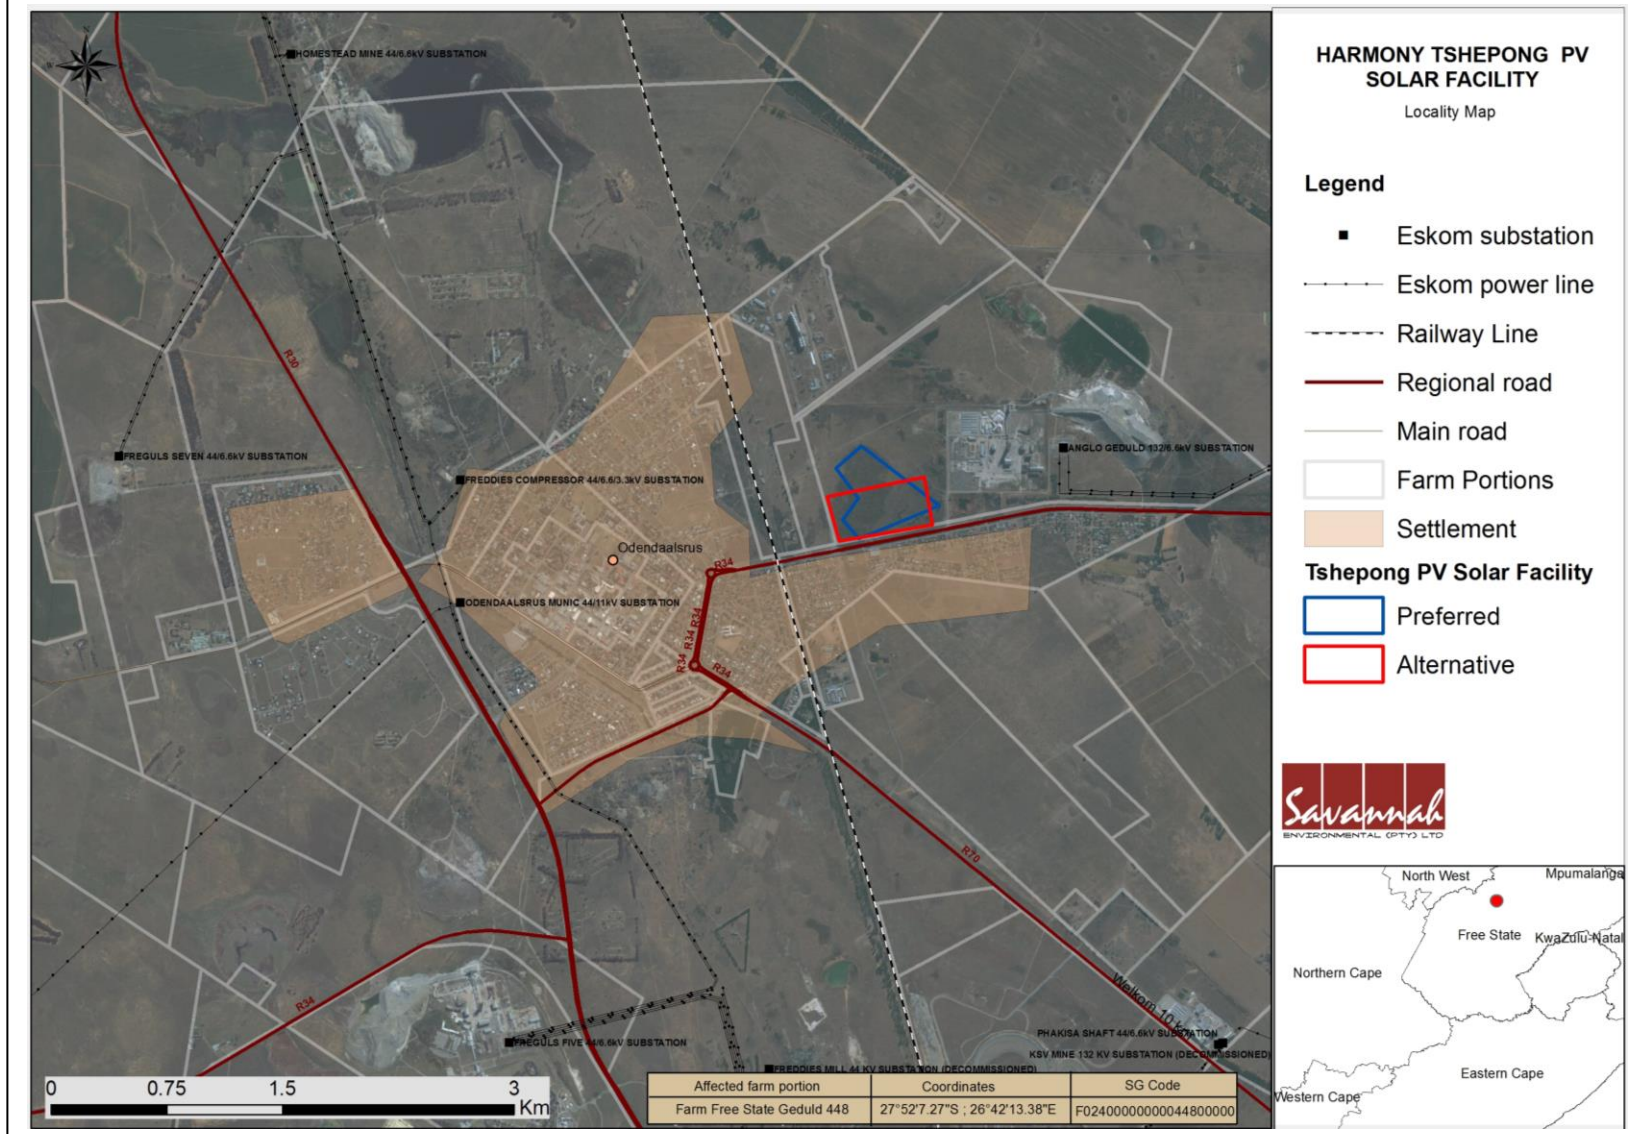 HARMONY TSHEPONG PV
SOLAR FACILITY
Locality Map
Legend
Eskom substation
Eskom power line
Railway Line
Regional road
Main road
Farm Portions
Settlement
Tshepong PV Solar Facility
Preferred
Alternative
Savannah
ENVIRONMENTAL (PTY) LTD
North West
Mpumalanga
Free State
KwaZulu-Natal
Northern Cape
Eastern Cape
Western Cape
N
W
HOMESTEAD MINE 44/6.6kV SUBSTATION
R30
FREGULS SEVEN 44/6.6kV SUBSTATION
FREDDIES COMPRESSOR 44/6.6/3.3kV SUBSTATION
ANGLO GEDULD 132/6.6kV SUBSTATION
Odendaalsrus
R34
ODENDAALSRUS MUNIC 44/11kV SUBSTATION
R34
R34
R34
R34
R70
R34
Welkom 10 km
PHAKISA SHAFT 44/6.6kV SUBSTATION
KSV MINE 132 KV SUBSTATION (DECOMMISSIONED)
FREGULS FIVE 44/6.6kV SUBSTATION
FREDDIES MILL 44 KV SUBSTATION (DECOMMISSIONED)
0 0.75 1.5 3
Km
Affected farm portion Coordinates SG Code
Farm Free State Geduld 448 27°52'7.27"S ; 26°42'13.38"E F02400000000044800000